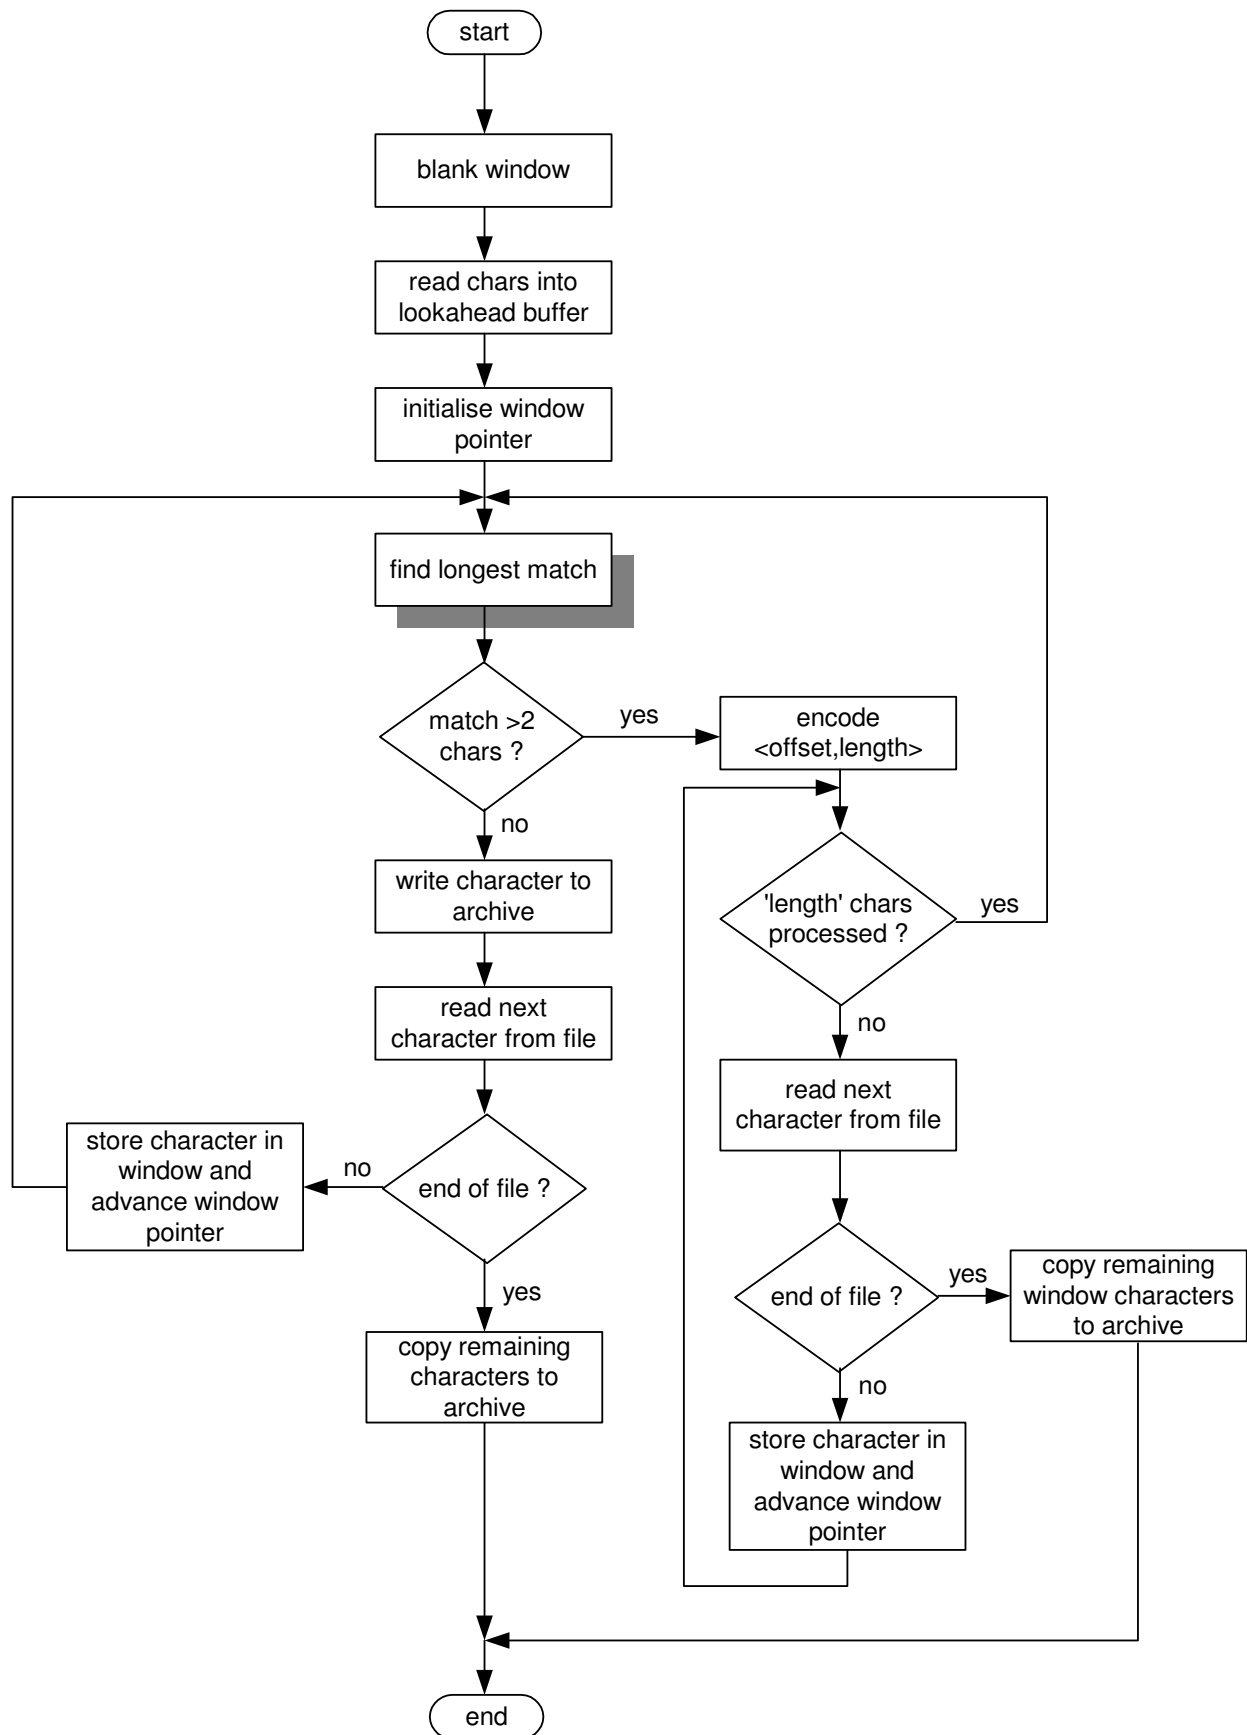 start
blank window
read chars into
lookahead buffer
initialise window
pointer
find longest match
match >2
chars ?
yes
encode
<offset,length>
no
'length' chars
processed ?
yes
write character to
archive
no
read next
character from file
read next
character from file
store character in
window and
advance window
pointer
no
end of file ?
yes
end of file ?
yes
copy remaining
window characters
to archive
copy remaining
characters to
archive
no
store character in
window and
advance window
pointer
end